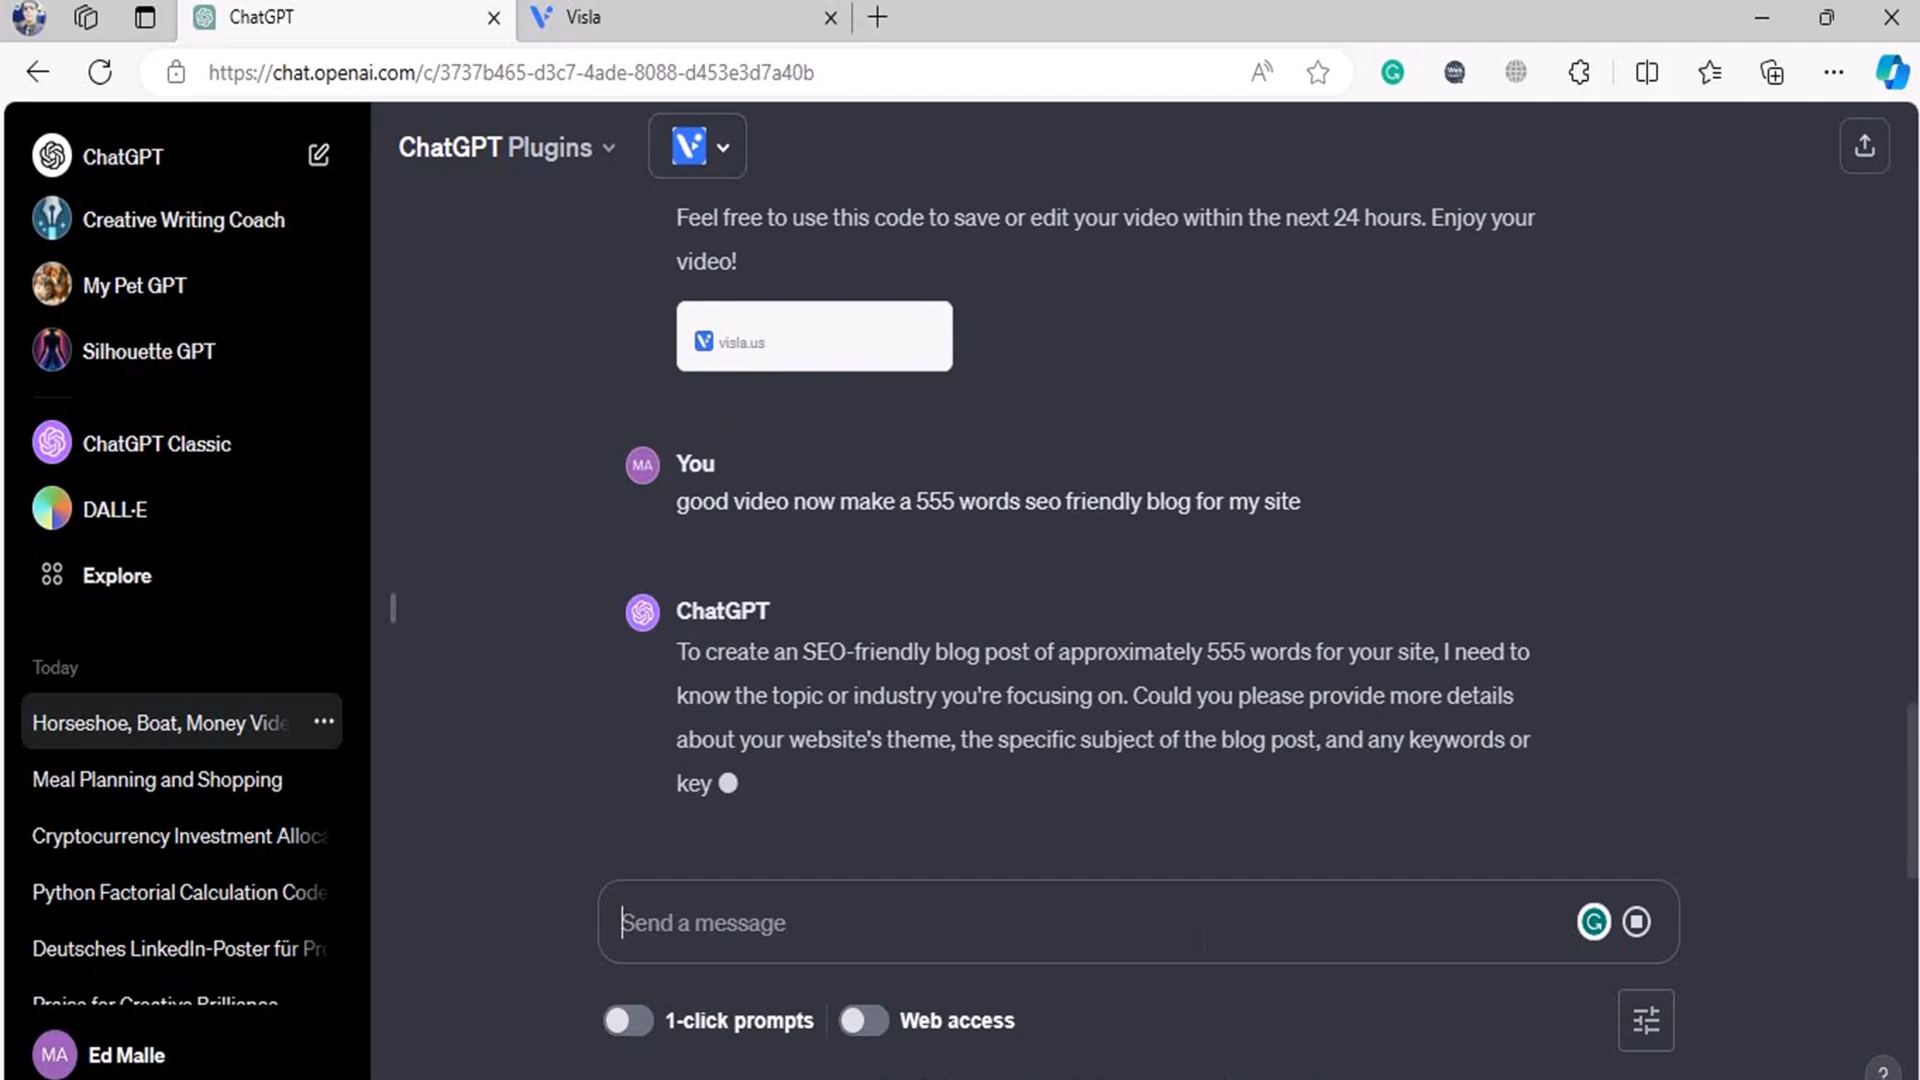 ChatGPT
Visla
https://chat.openai.com/c/3737b465-d3c7-4ade-8088-d453e3d7a40b
ChatGPT
Creative Writing Coach
My Pet GPT
Silhouette GPT
ChatGPT Classic
DALL·E
Explore
Today
Horseshoe, Boat, Money Vide
Meal Planning and Shopping
Cryptocurrency Investment Alloca
Python Factorial Calculation Code
Deutsches LinkedIn-Poster für Pro
Praise for Creative Brilliance
MA
Ed Malle
ChatGPT Plugins
Feel free to use this code to save or edit your video within the next 24 hours. Enjoy your
video!
visla.us
MA
You
good video now make a 555 words seo friendly blog for my site
ChatGPT
To create an SEO-friendly blog post of approximately 555 words for your site, I need to
know the topic or industry you're focusing on. Could you please provide more details
about your website's theme, the specific subject of the blog post, and any keywords or
key
Send a message
1-click prompts
Web access
?